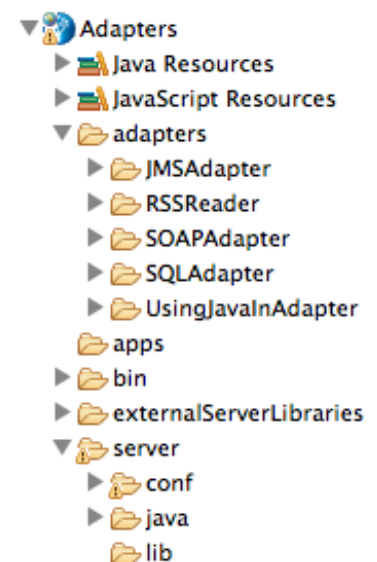 Adapters
Java Resources
JavaScript Resources
adapters
JMSAdapter
RSSReader
SOAPAdapter
SQLAdapter
UsingJavaInAdapter
apps
bin
externalServerLibraries
server
conf
java
lib